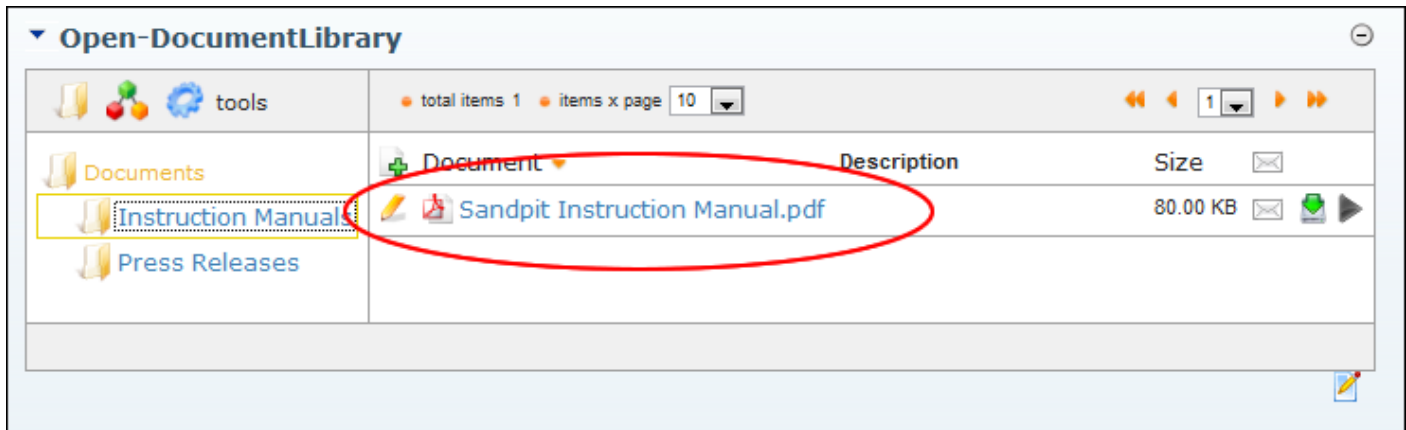 Open-DocumentLibrary
tools
total items 1 items x page 10
1
Documents
Instruction Manuals
Press Releases
Document Description Size
Sandpit Instruction Manual.pdf 80.00 KB